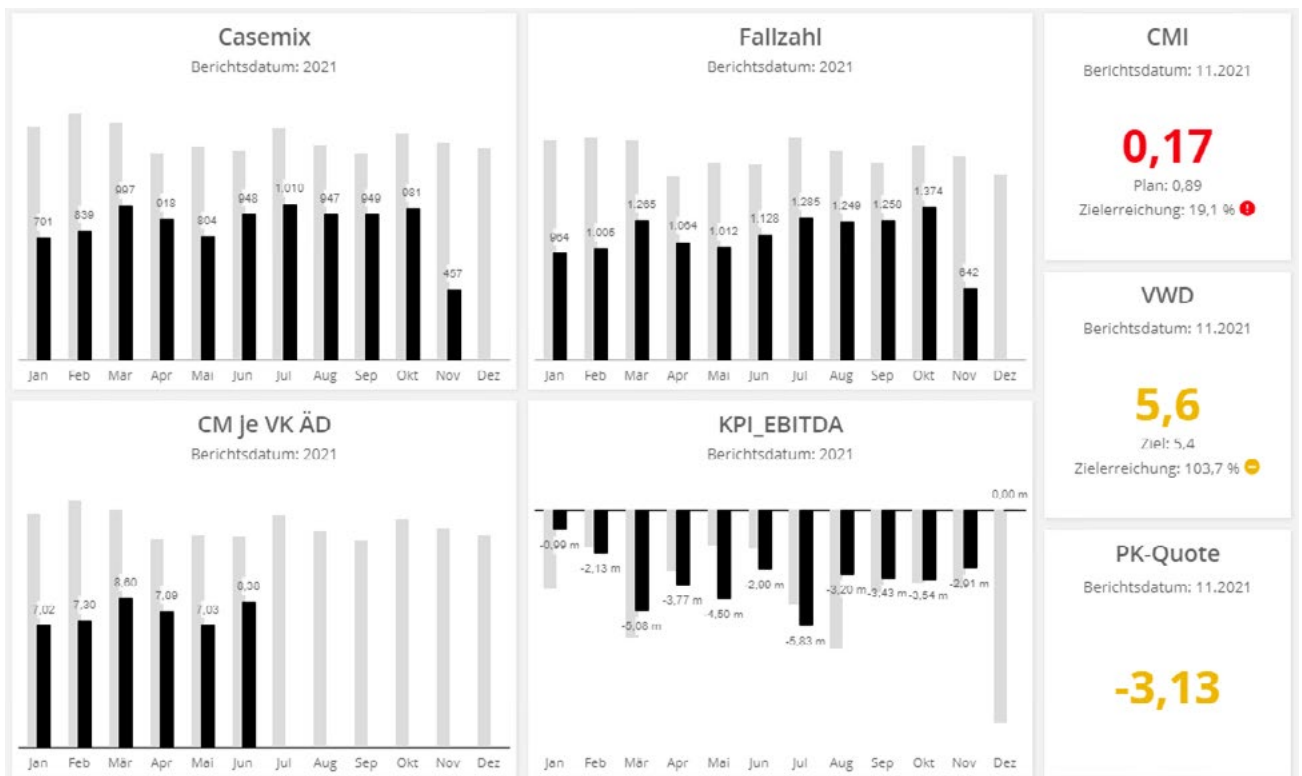 Casemix
Berichtsdatum: 2021
701 839 997 918 804 948 1.010 947 949 981 457
Jan Feb Mär Apr Mai Jun Jul Aug Sep Okt Nov Dez
Fallzahl
Berichtsdatum: 2021
964 1.005 1.265 1.064 1.012 1.128 1.285 1.249 1.250 1.374 642
Jan Feb Mär Apr Mai Jun Jul Aug Sep Okt Nov Dez
CMI
Berichtsdatum: 11.2021
0,17
Plan: 0,89
Zielerreichung: 19,1 %
VWD
Berichtsdatum: 11.2021
5,6
Ziel: 5,4
Zielerreichung: 103,7 %
CM je VK ÄD
Berichtsdatum: 2021
7,02 7,30 8,60 7,03
Jan Feb Mär Apr Mai Jun Jul Aug Sep Okt Nov Dez
KPI_EBITDA
Berichtsdatum: 2021
0,00 m
-0,99 m -2,13 m -5,08 m -3,77 m -4,50 m -5,83 m -3,20 m -3,43 m -3,54 m -2,91 m
Jan Feb Mär Apr Mai Jun Jul Aug Sep Okt Nov Dez
PK-Quote
Berichtsdatum: 11.2021
-3,13